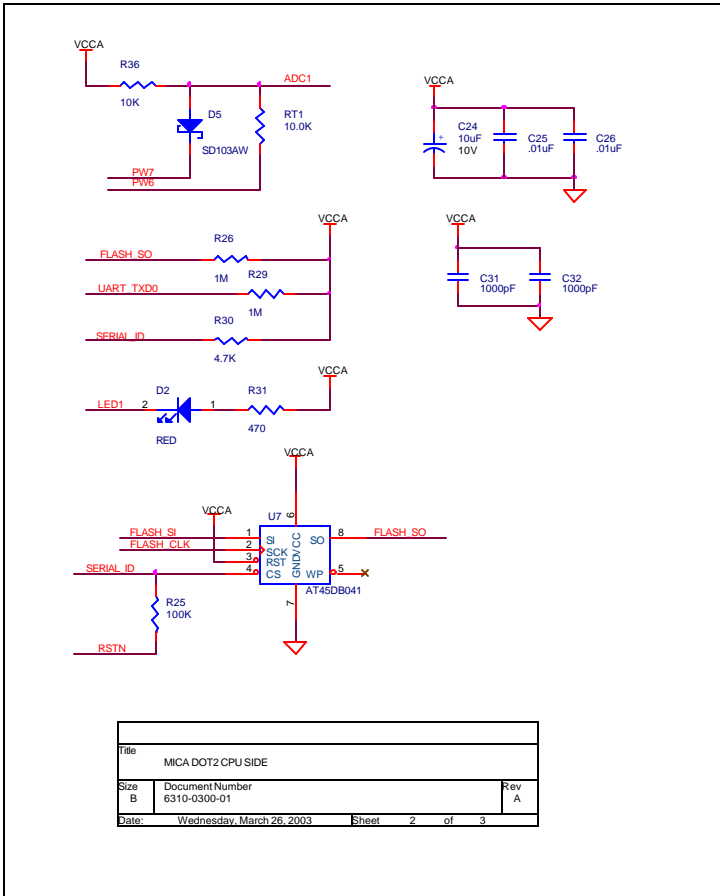 VCCA
R36
10K
ADC1
D5
SD103AW
RT1
10.0K
PW7
PW6
VCCA
C24
10uF
10V
+
C25
.01uF
C26
.01uF
VCCA
FLASH_SO
R26
1M
UART_TXD0
R29
1M
SERIAL_ID
R30
4.7K
VCCA
C31
1000pF
C32
1000pF
VCCA
LED1
2
D2
1
RED
R31
470
VCCA
VCCA
U7
6
FLASH_SI
1
SI
FLASH_CLK
2
SCK
3
RST
SERIAL_ID
4
CS
VCC
GND
SO
8
FLASH_SO
WP
5
AT45DB041
7
R25
100K
RSTN
Title
MICA DOT2 CPU SIDE
Size
B
Document Number
6310-0300-01
Rev
A
Date:
Wednesday, March 26, 2003
Sheet
2
of
3